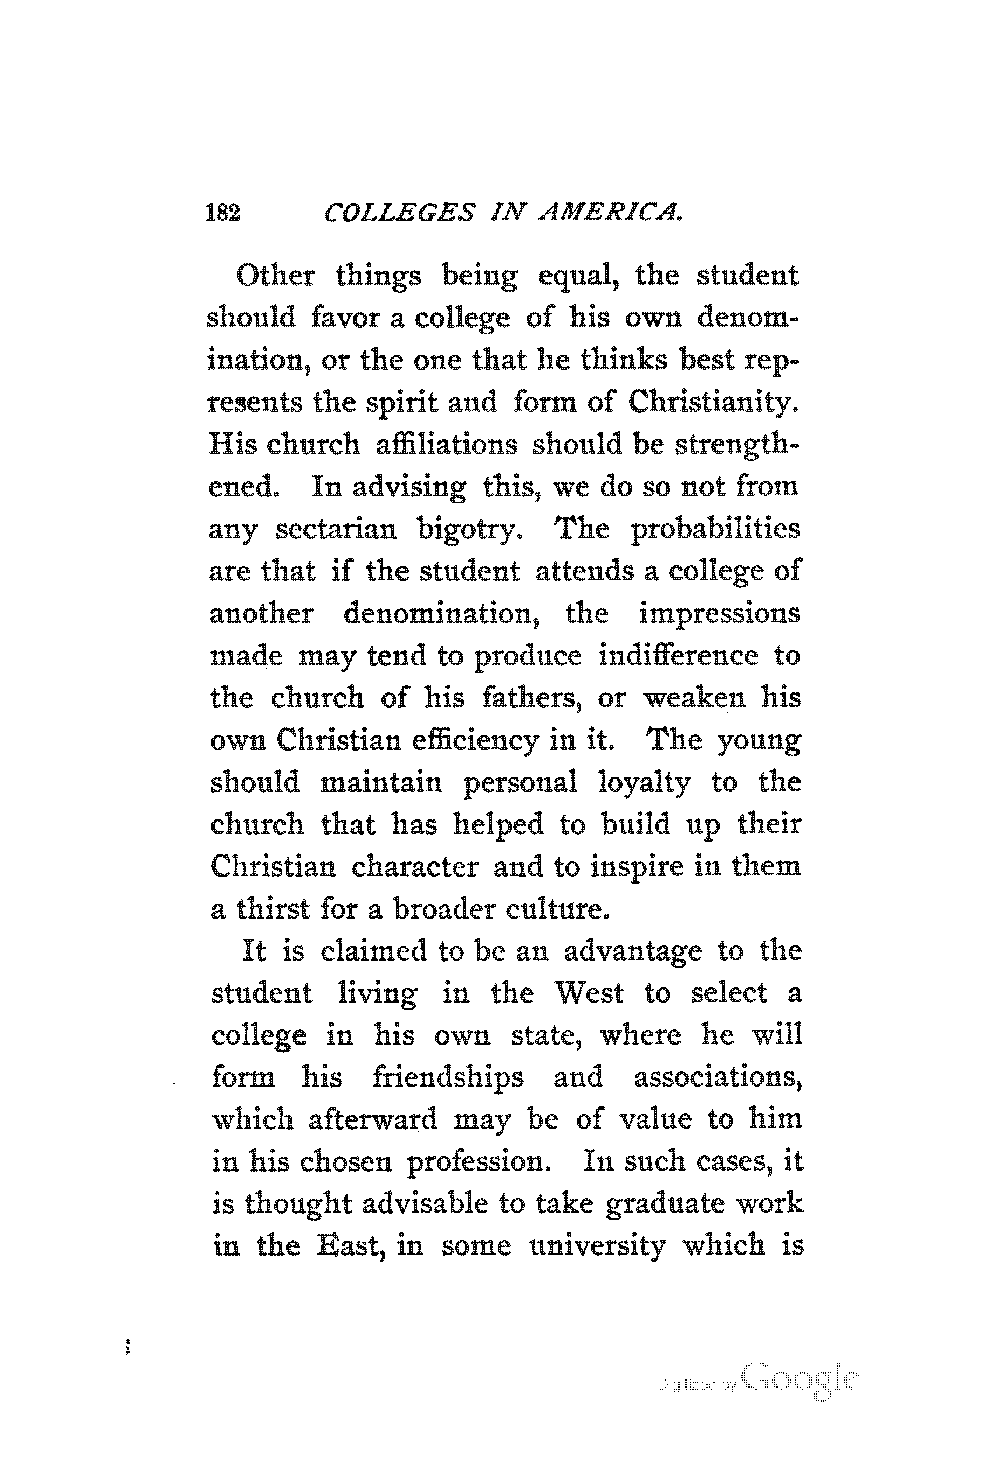 182 COLLEGES IN AMERICA.
Other things being equal, the student
should favor a college of his own denom-
ination, or the one that he thinks best rep-
resents the spirit and form of Christianity.
His church affiliations should be strength-
ened. In advising this, we do so not from
any sectarian bigotry. The probabilities
are that if the student attends a college of
another denomination, the impressions
made may tend to produce indifference to
the church of his fathers, or weaken his
own Christian efficiency in it. The young
should maintain personal loyalty to the
church that has helped to build up their
Christian character and to inspire in them
a thirst for a broader culture.
It is claimed to be an advantage to the
student living in the West to select a
college in his own state, where he will
form his friendships and associations,
which afterward may be of value to him
in his chosen profession. In such cases, it
is thought advisable to take graduate work
in the East, in some university which is
Digitized by Google